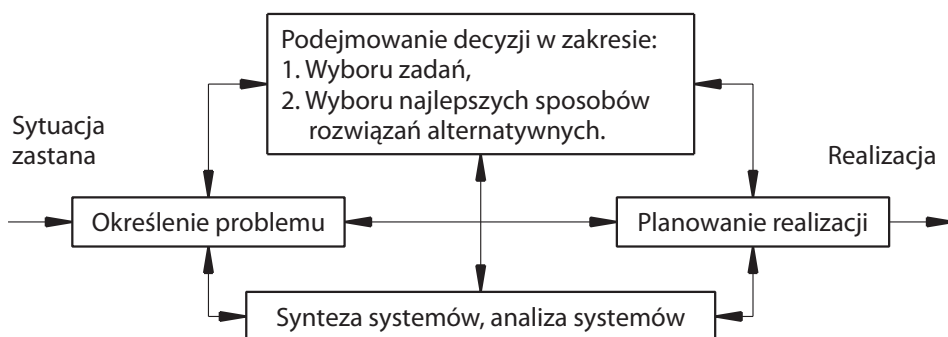 Podejmowanie decyzji w zakresie:
1. Wyboru zadań,
2. Wyboru najlepszych sposobów
rozwiązań alternatywnych.
Sytuacja
zastana
Realizacja
Określenie problemu
Planowanie realizacji
Synteza systemów, analiza systemów